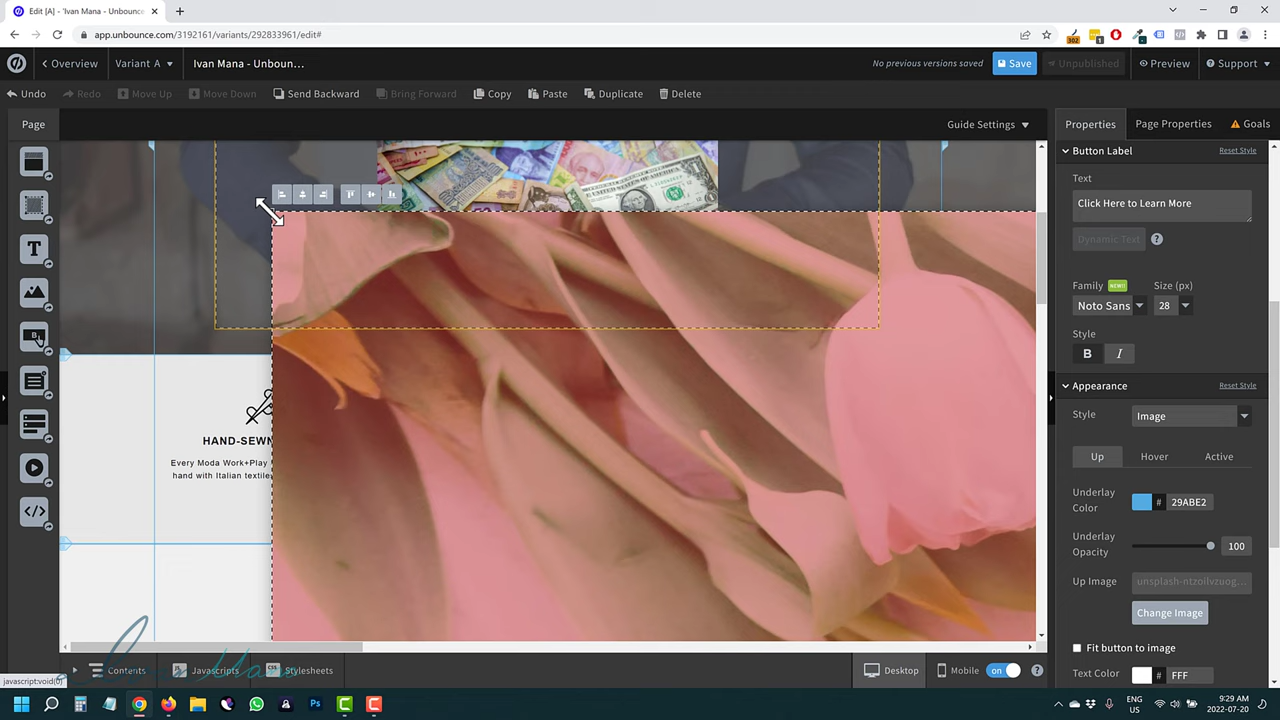 Edit [A] - 'Ivan Mana - Unbounce
app.unbounce.com/3192161/variants/292833961/edit#
302
1
Overview
Variant A
Ivan Mana - Unboun...
No previous versions saved
Save
Unpublished
Preview
Support
Undo
Redo
Move Up
Move Down
Send Backward
Bring Forward
Copy
Paste
Duplicate
Delete
Page
Guide Settings
Properties
Page Properties
Goals
Button Label
Reset Style
Text
Click Here to Learn More
Dynamic Text
?
Family
NEW!
Size (px)
Noto Sans
28
Style
B
I
Appearance
Reset Style
Style
Image
Up
Hover
Active
Underlay
Color
# 29ABE2
Underlay
Opacity
100
Up Image
unsplash-ntzoilvzuog...
Change Image
Fit button to image
Text Color
# FFF
HAND-SEWN
Every Moda Work+Play
hand with Italian textile
Contents
Javascripts
Stylesheets
Desktop
Mobile
on
?
javascript:void(0)
ENG
US
9:29 AM
2022-07-20